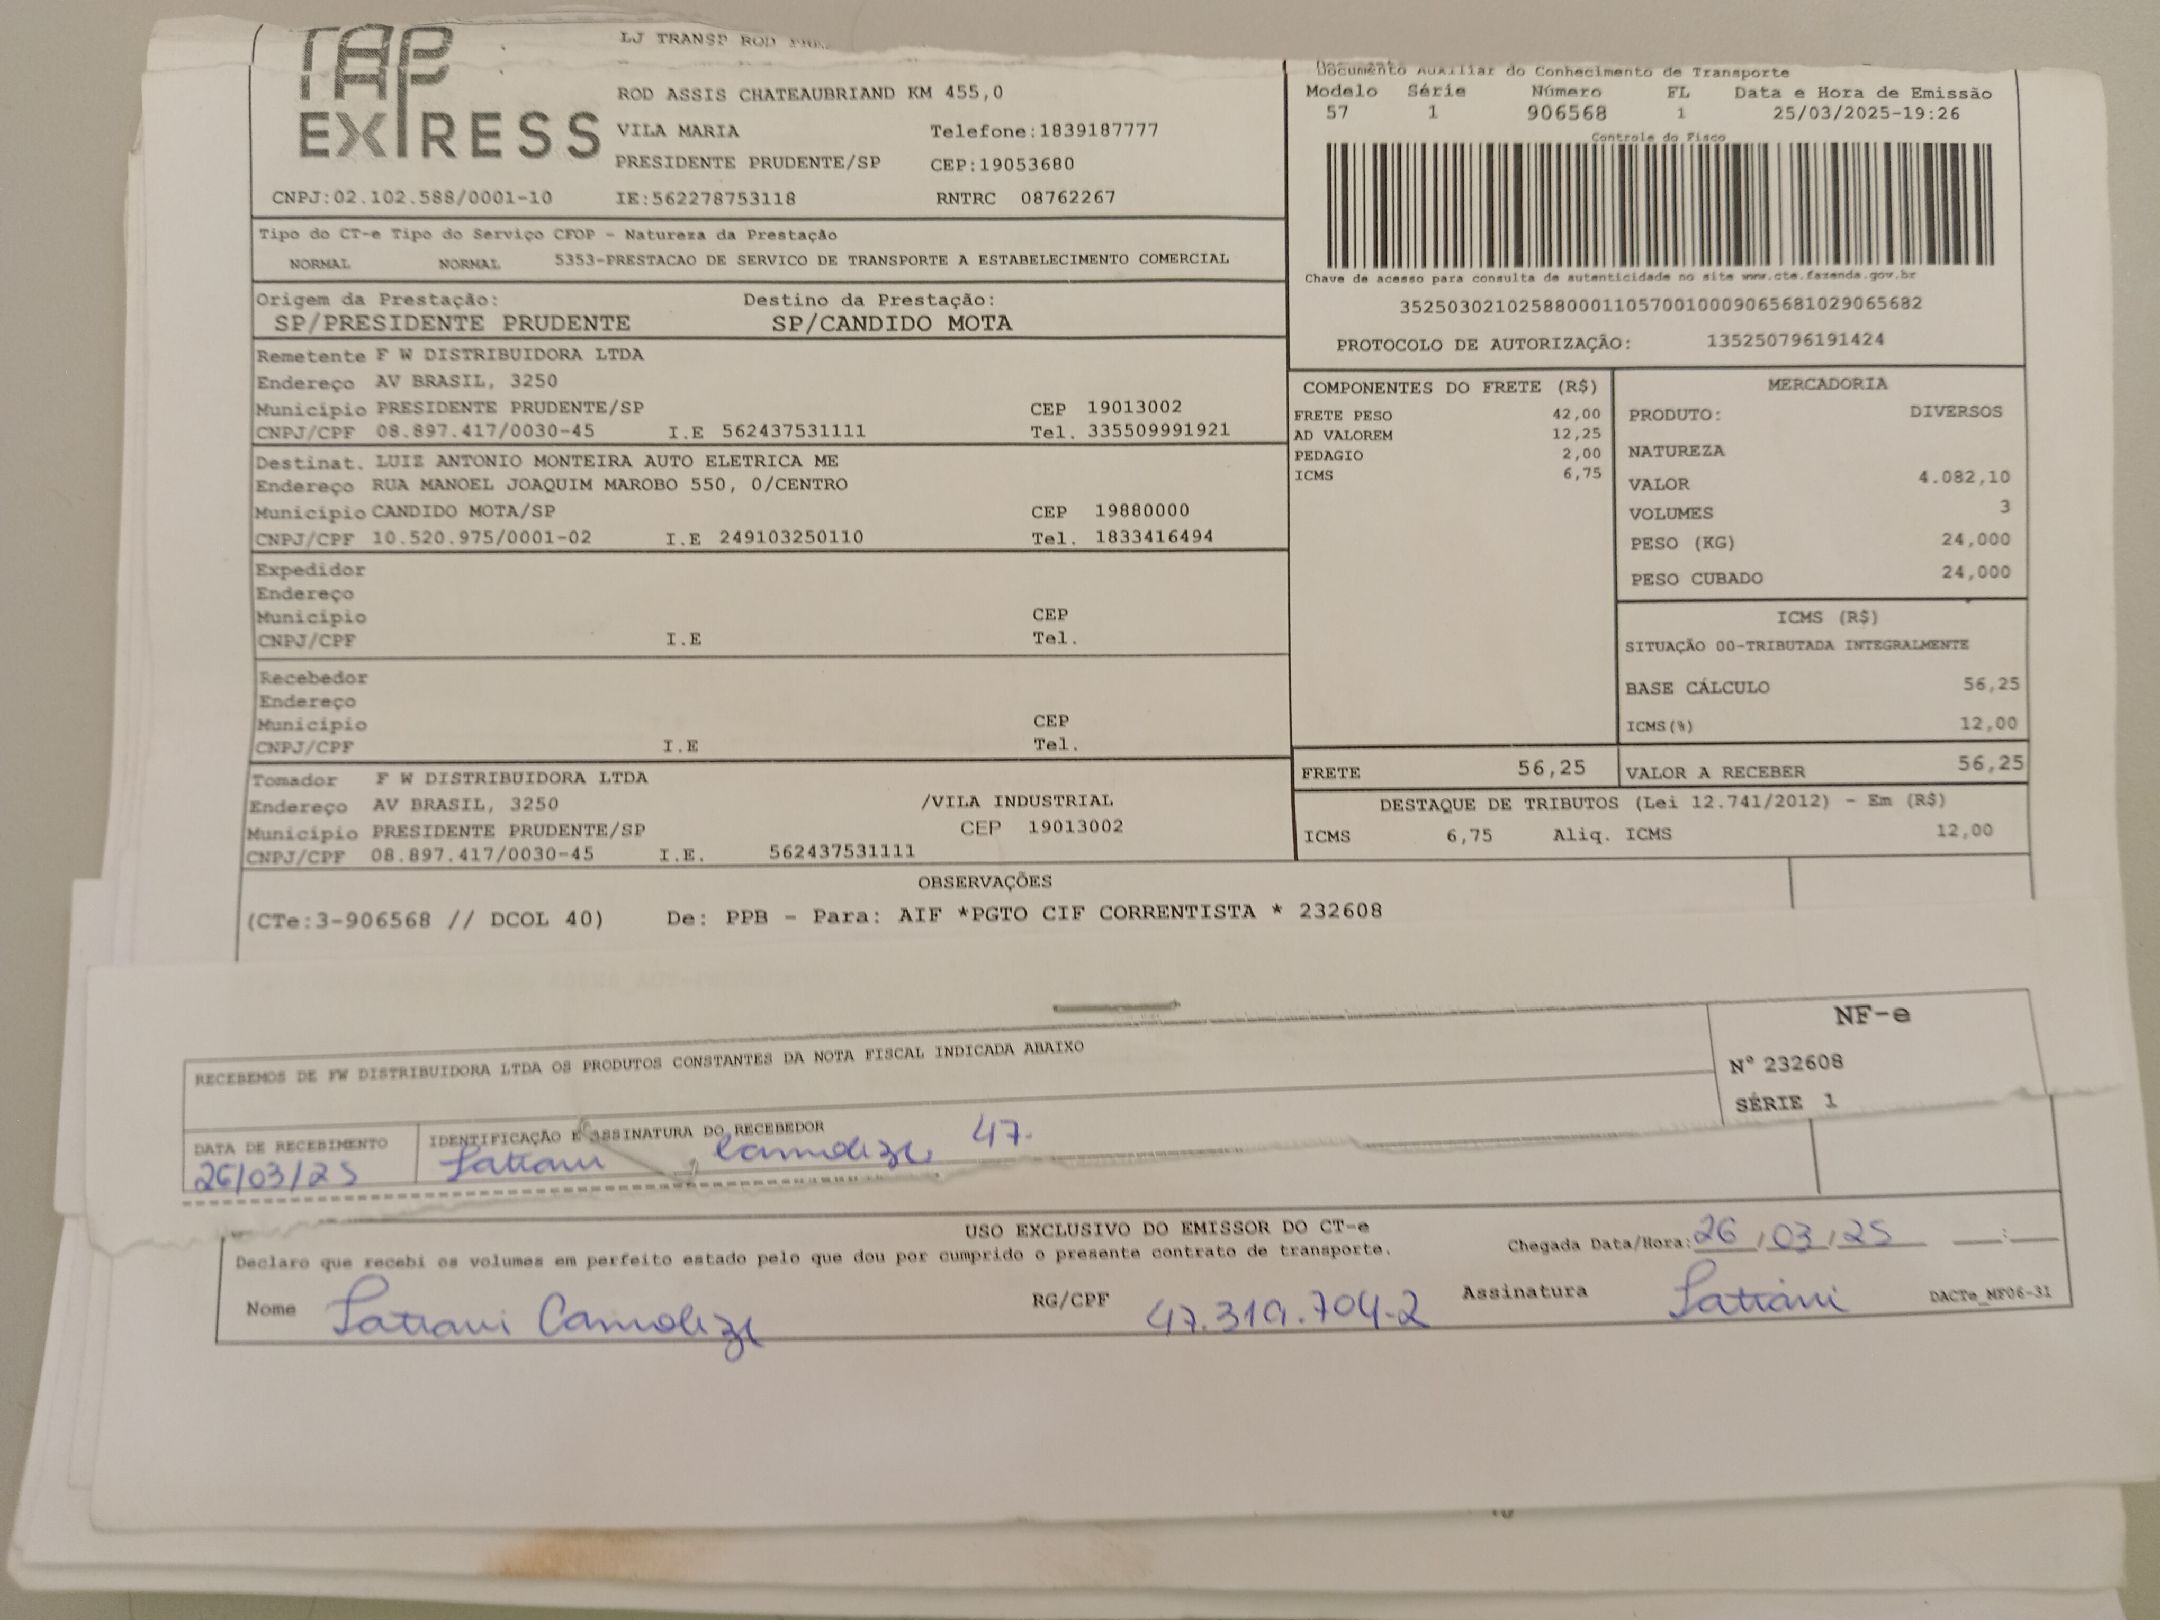 TAP
EXPRESS
LJ TRANSP ROD
ROD ASSIS CHATEAUBRIAND KM 455,0
VILA MARIA Telefone:1839187777
PRESIDENTE PRUDENTE/SP CEP:19053680
CNPJ:02.102.588/0001-10 IE:562278753118 RNTRC 08762267
Documento Auxiliar do Conhecimento de Transporte
Modelo Série Número FL Data e Hora de Emissão
57 1 906568 1 25/03/2025-19:26
Controle do Fisco
Chave de acesso para consulta de autenticidade no site www.cte.fazenda.gov.br
35250302102588000110570010009065681029065682
PROTOCOLO DE AUTORIZAÇÃO: 135250796191424
Tipo do CT-e Tipo do Serviço CFOP - Natureza da Prestação
NORMAL NORMAL 5353-PRESTACAO DE SERVICO DE TRANSPORTE A ESTABELECIMENTO COMERCIAL
Origem da Prestação: Destino da Prestação:
SP/PRESIDENTE PRUDENTE SP/CANDIDO MOTA
Remetente F W DISTRIBUIDORA LTDA
Endereço AV BRASIL, 3250
Município PRESIDENTE PRUDENTE/SP CEP 19013002
CNPJ/CPF 08.897.417/0030-45 I.E 562437531111 Tel. 335509991921
Destinat. LUIZ ANTONIO MONTEIRA AUTO ELETRICA ME
Endereço RUA MANOEL JOAQUIM MAROBO 550, 0/CENTRO
Município CANDIDO MOTA/SP CEP 19880000
CNPJ/CPF 10.520.975/0001-02 I.E 249103250110 Tel. 1833416494
Expedidor
Endereço
Município CEP
CNPJ/CPF I.E Tel.
Recebedor
Endereço
Município CEP
CNPJ/CPF I.E Tel.
Tomador F W DISTRIBUIDORA LTDA
Endereço AV BRASIL, 3250 /VILA INDUSTRIAL
Município PRESIDENTE PRUDENTE/SP CEP 19013002
CNPJ/CPF 08.897.417/0030-45 I.E. 562437531111
COMPONENTES DO FRETE (R$)
FRETE PESO 42,00
AD VALOREM 12,25
PEDAGIO 2,00
ICMS 6,75
MERCADORIA
PRODUTO: DIVERSOS
NATUREZA
VALOR 4.082,10
VOLUMES 3
PESO (KG) 24,000
PESO CUBADO 24,000
ICMS (R$)
SITUAÇÃO 00-TRIBUTADA INTEGRALMENTE
BASE CÁLCULO 56,25
ICMS(%) 12,00
FRETE 56,25 VALOR A RECEBER 56,25
DESTAQUE DE TRIBUTOS (Lei 12.741/2012) - Em (R$)
ICMS 6,75 Aliq. ICMS 12,00
OBSERVAÇÕES
(CTe:3-906568 // DCOL 40) De: PPB - Para: AIF *PGTO CIF CORRENTISTA * 232608
RECEBEMOS DE FW DISTRIBUIDORA LTDA OS PRODUTOS CONSTANTES DA NOTA FISCAL INDICADA ABAIXO
NF-e
Nº 232608
SÉRIE 1
DATA DE RECEBIMENTO IDENTIFICAÇÃO E ASSINATURA DO RECEBEDOR
26/03/25 Tatiani Camolize 47.
USO EXCLUSIVO DO EMISSOR DO CT-e
Declaro que recebi os volumes em perfeito estado pelo que dou por cumprido o presente contrato de transporte. Chegada Data/Hora: 26/03/25 :
Nome Tatiani Camolize RG/CPF 47.319.704-2 Assinatura Tatiani DACTe_MF06-31